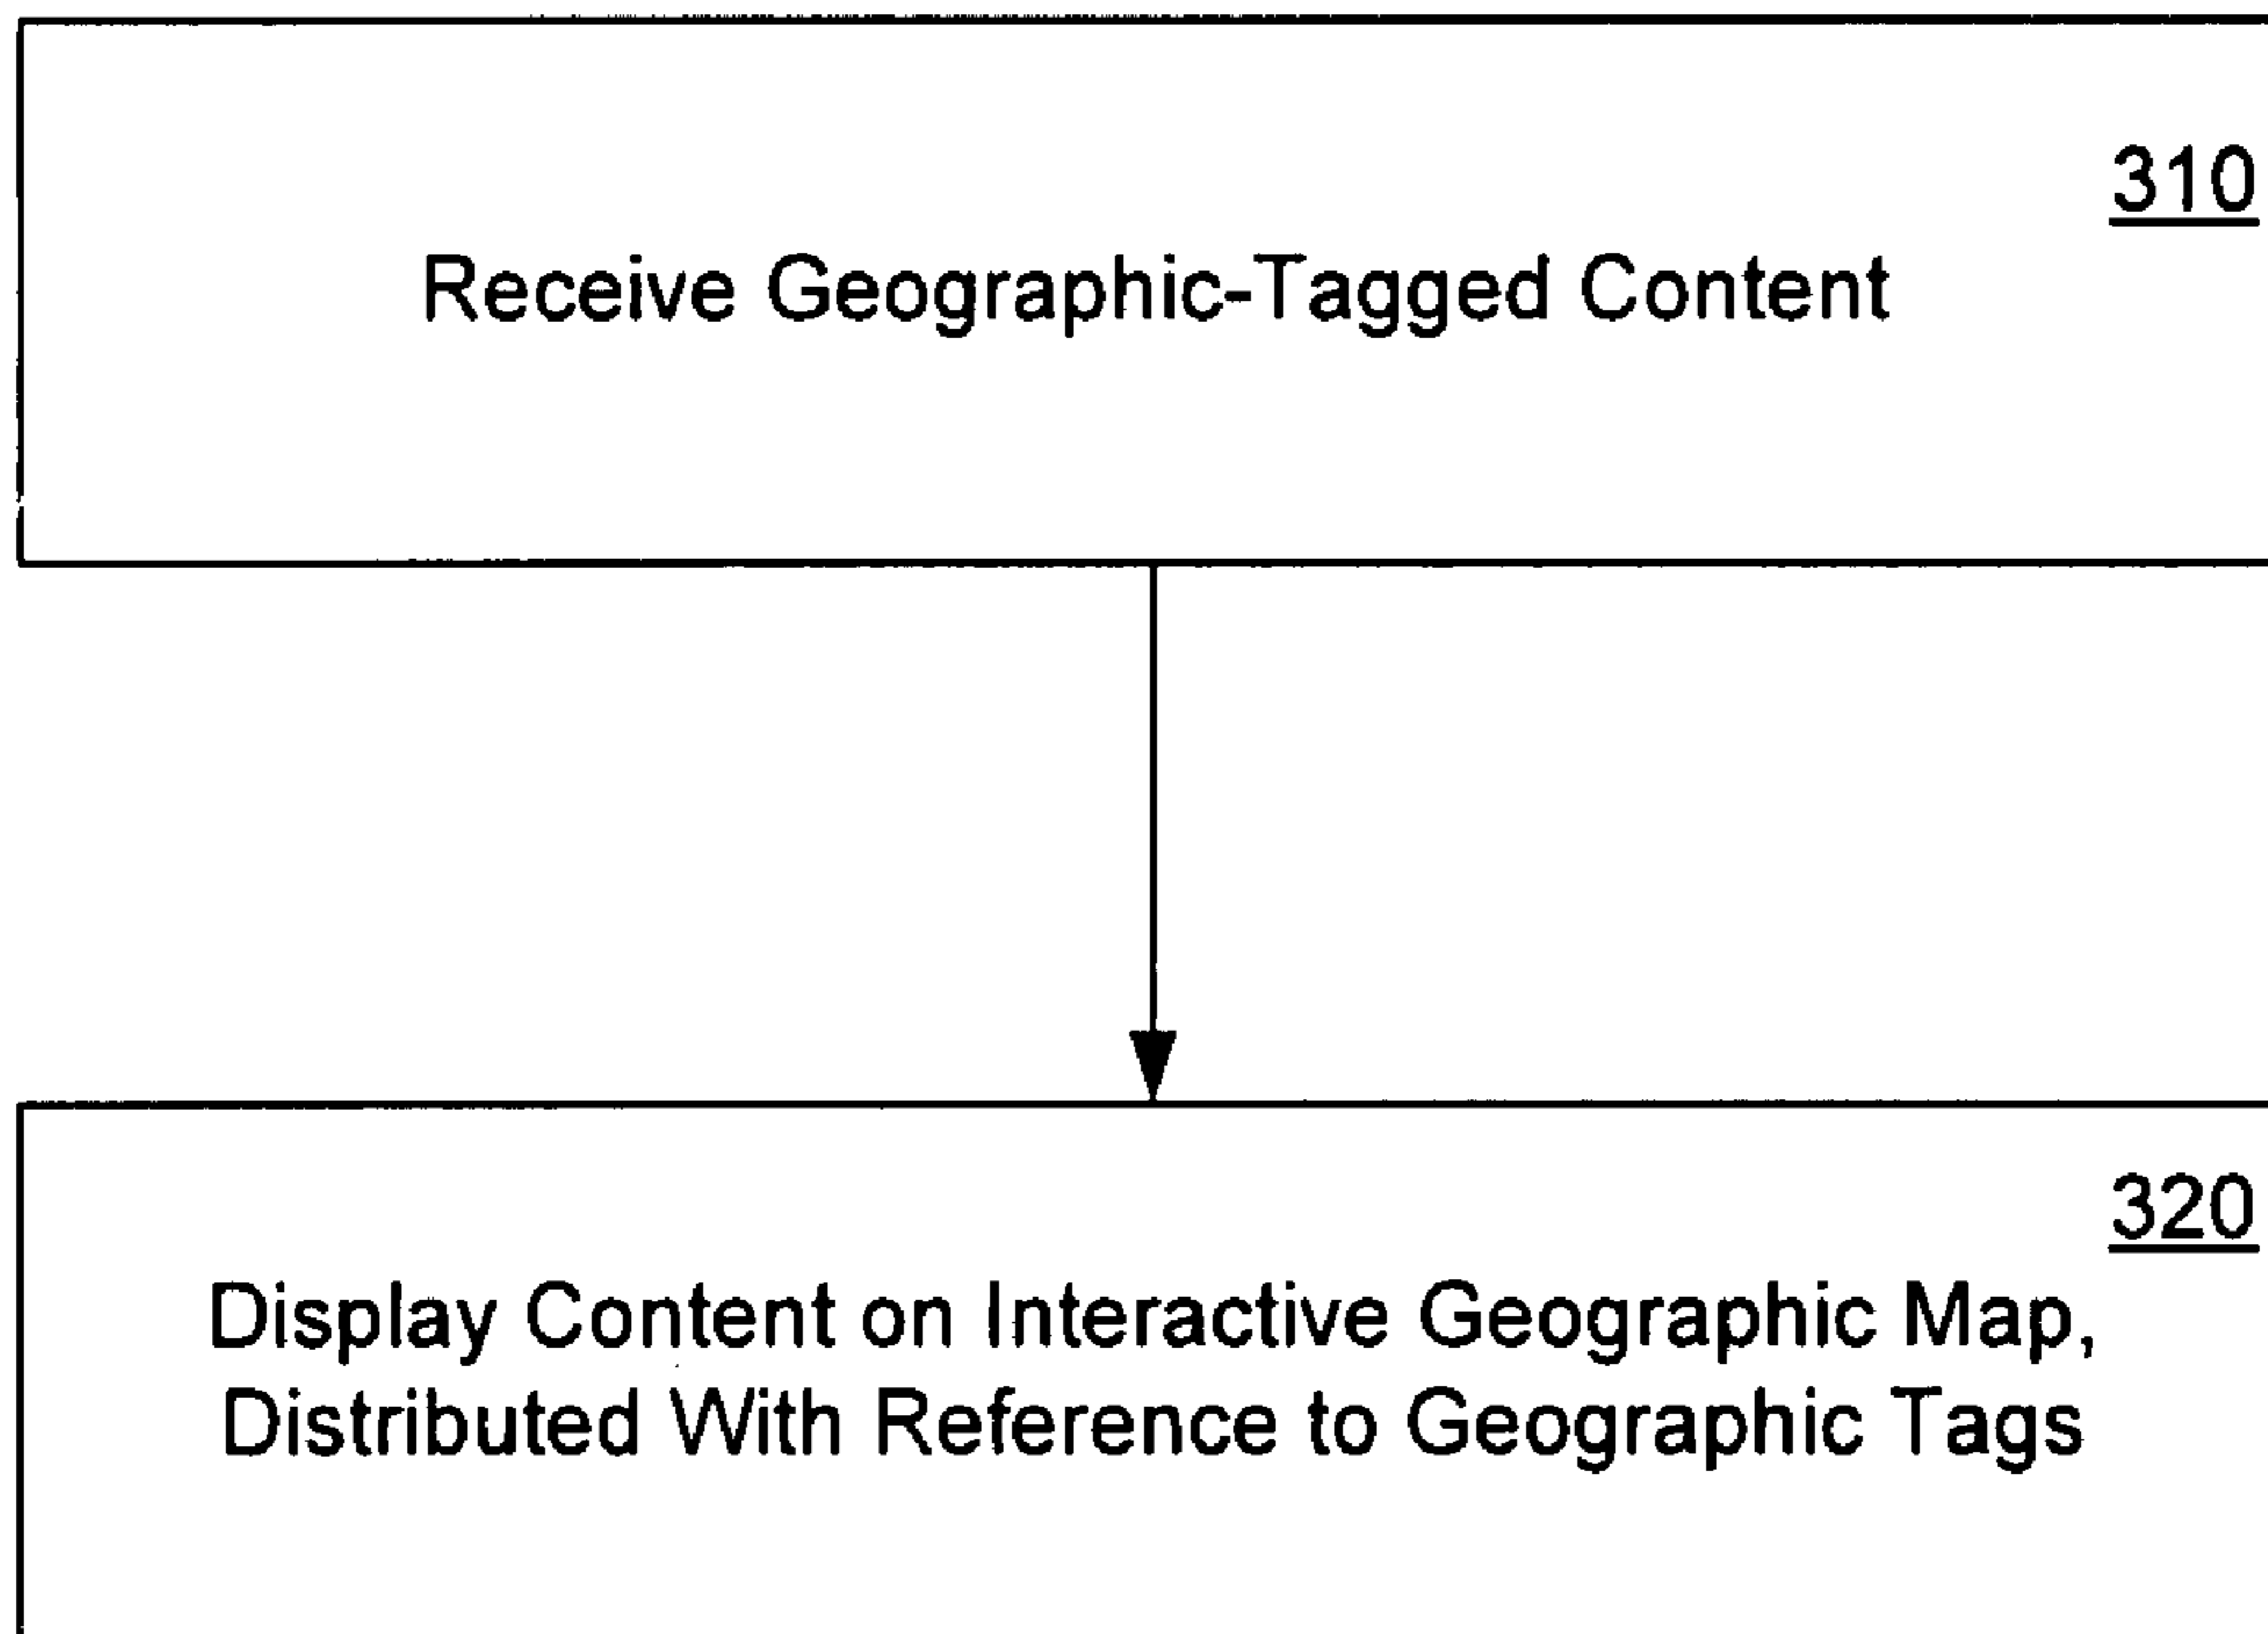 310
Receive Geographic-Tagged Content
320
Display Content on Interactive Geographic Map,
Distributed With Reference to Geographic Tags